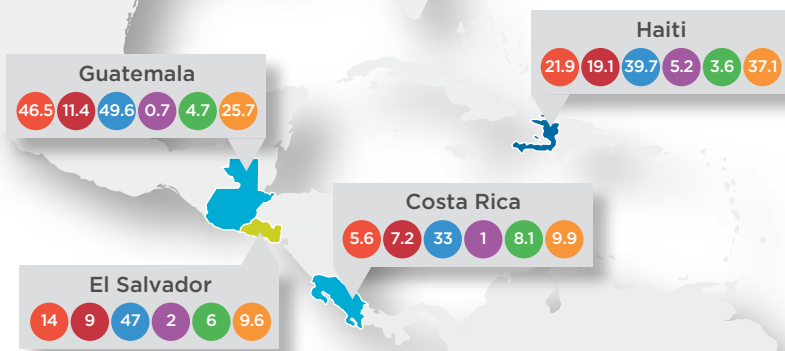 Haiti
21.9 19.1 39.7 5.2 3.6 37.1
Guatemala
46.5 11.4 49.6 0.7 4.7 25.7
Costa Rica
5.6 7.2 33 1 8.1 9.9
El Salvador
14 9 47 2 6 9.6